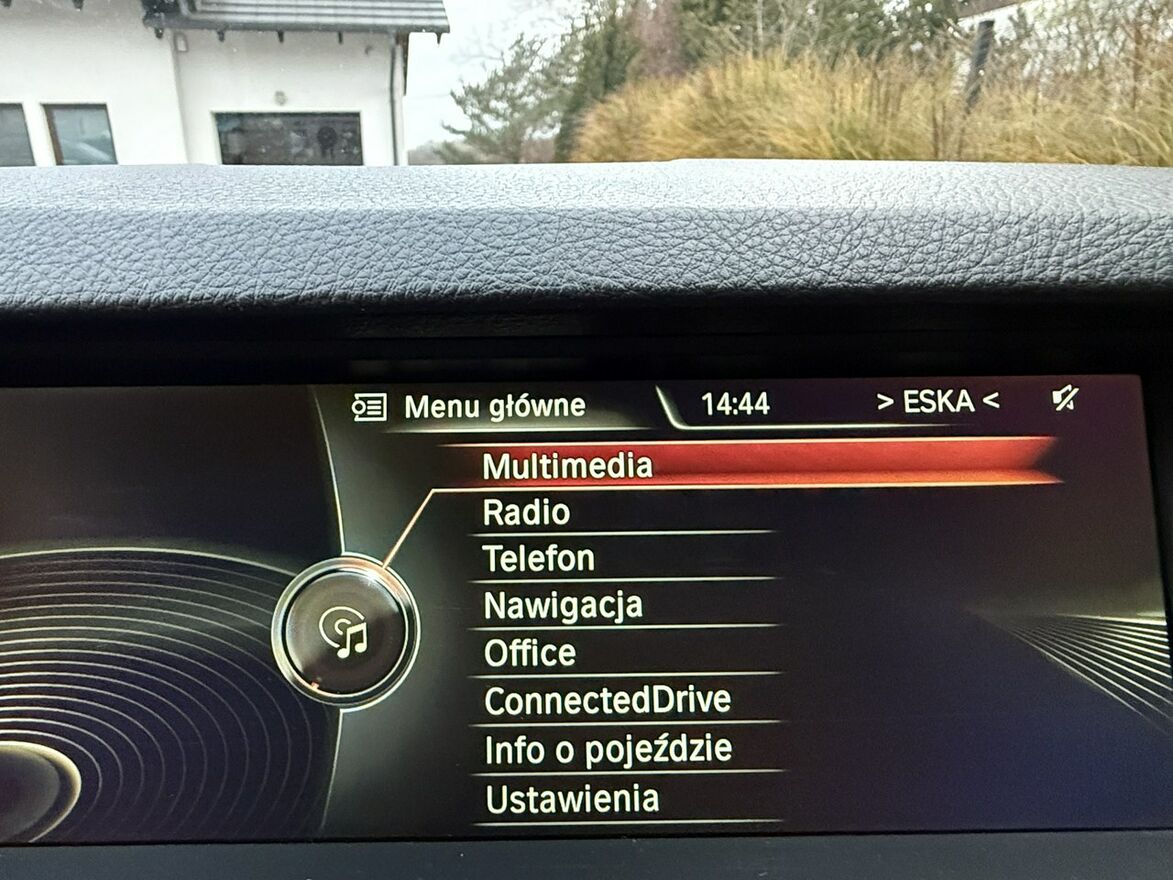 Menu główne
14:44
> ESKA <
Multimedia
Radio
Telefon
Nawigacja
Office
ConnectedDrive
Info o pojeździe
Ustawienia